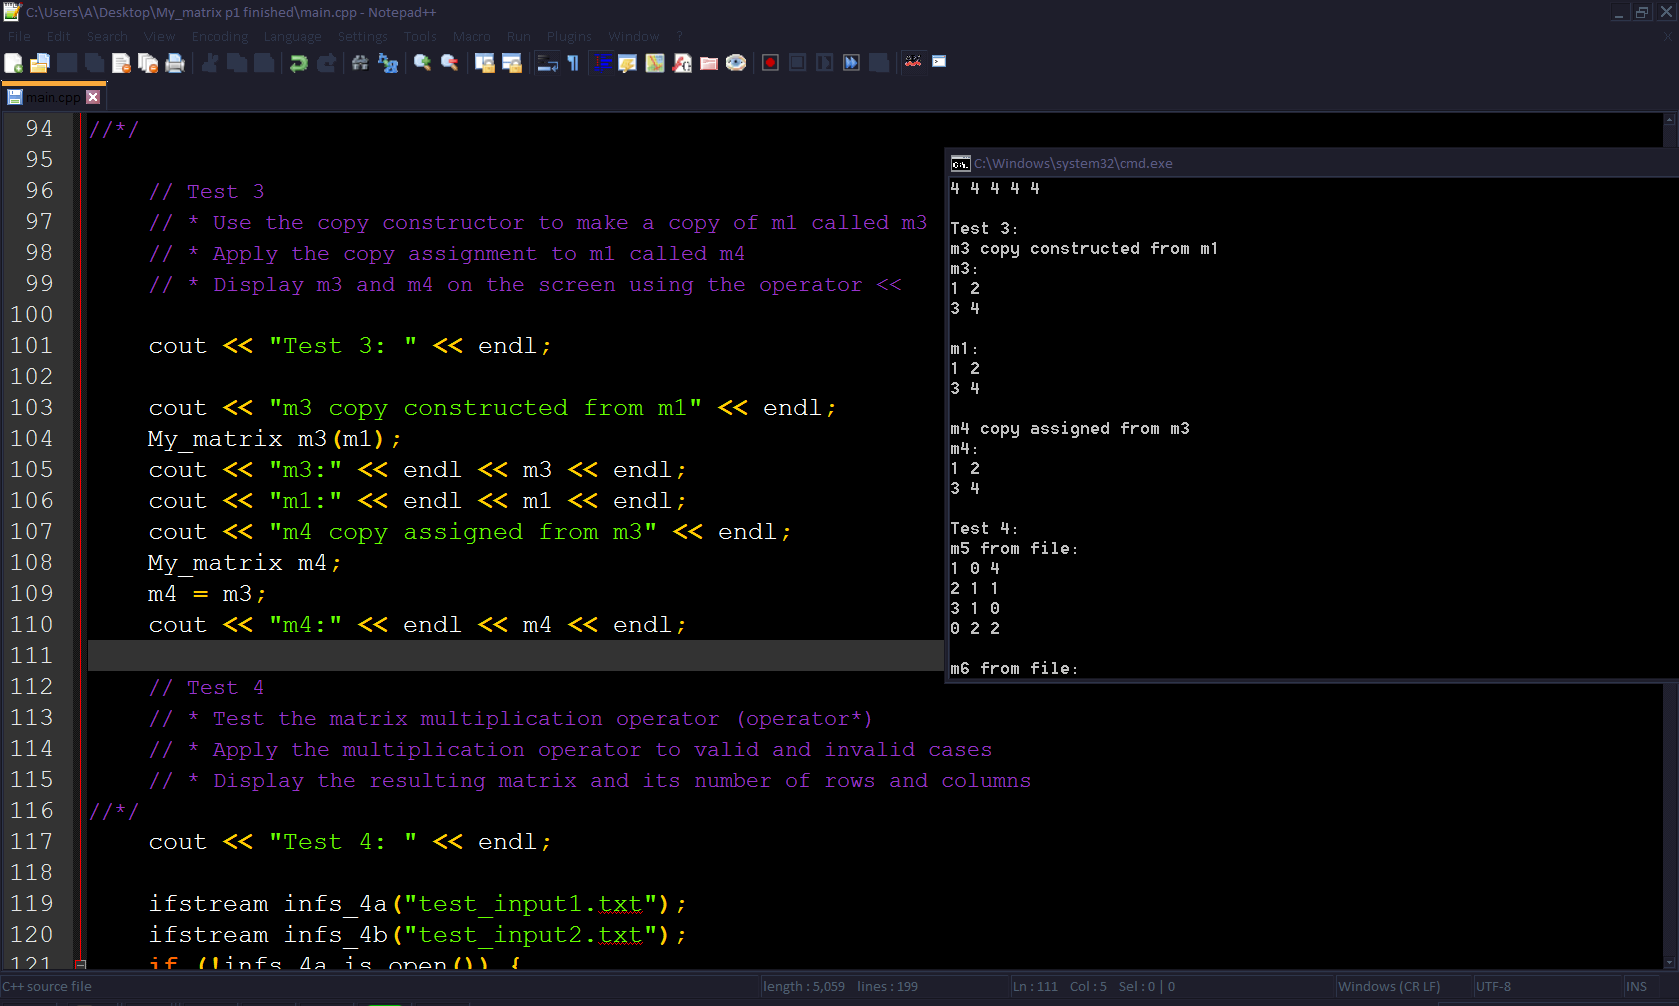 C:\Users\A\Desktop\My_matrix p1 finished\main.cpp - Notepad++
File Edit Search View Encoding Language Settings Tools Macro Run Plugins Window ?
main.cpp
94 //*/
95
96 // Test 3
97 // * Use the copy constructor to make a copy of m1 called m3
98 // * Apply the copy assignment to m1 called m4
99 // * Display m3 and m4 on the screen using the operator <<
100
101 cout << "Test 3: " << endl;
102
103 cout << "m3 copy constructed from m1" << endl;
104 My_matrix m3(m1);
105 cout << "m3:" << endl << m3 << endl;
106 cout << "m1:" << endl << m1 << endl;
107 cout << "m4 copy assigned from m3" << endl;
108 My_matrix m4;
109 m4 = m3;
110 cout << "m4:" << endl << m4 << endl;
111
112 // Test 4
113 // * Test the matrix multiplication operator (operator*)
114 // * Apply the multiplication operator to valid and invalid cases
115 // * Display the resulting matrix and its number of rows and columns
116 //*/
117 cout << "Test 4: " << endl;
118
119 ifstream infs_4a("test_input1.txt");
120 ifstream infs_4b("test_input2.txt");
121 if (!infs_4a.is_open()) {
C:\Windows\system32\cmd.exe
4 4 4 4 4
Test 3:
m3 copy constructed from m1
m3:
1 2
3 4
m1:
1 2
3 4
m4 copy assigned from m3
m4:
1 2
3 4
Test 4:
m5 from file:
1 0 4
2 1 1
3 1 0
0 2 2
m6 from file:
C++ source file length : 5,059 lines : 199 Ln : 111 Col : 5 Sel : 0 | 0 Windows (CR LF) UTF-8 INS